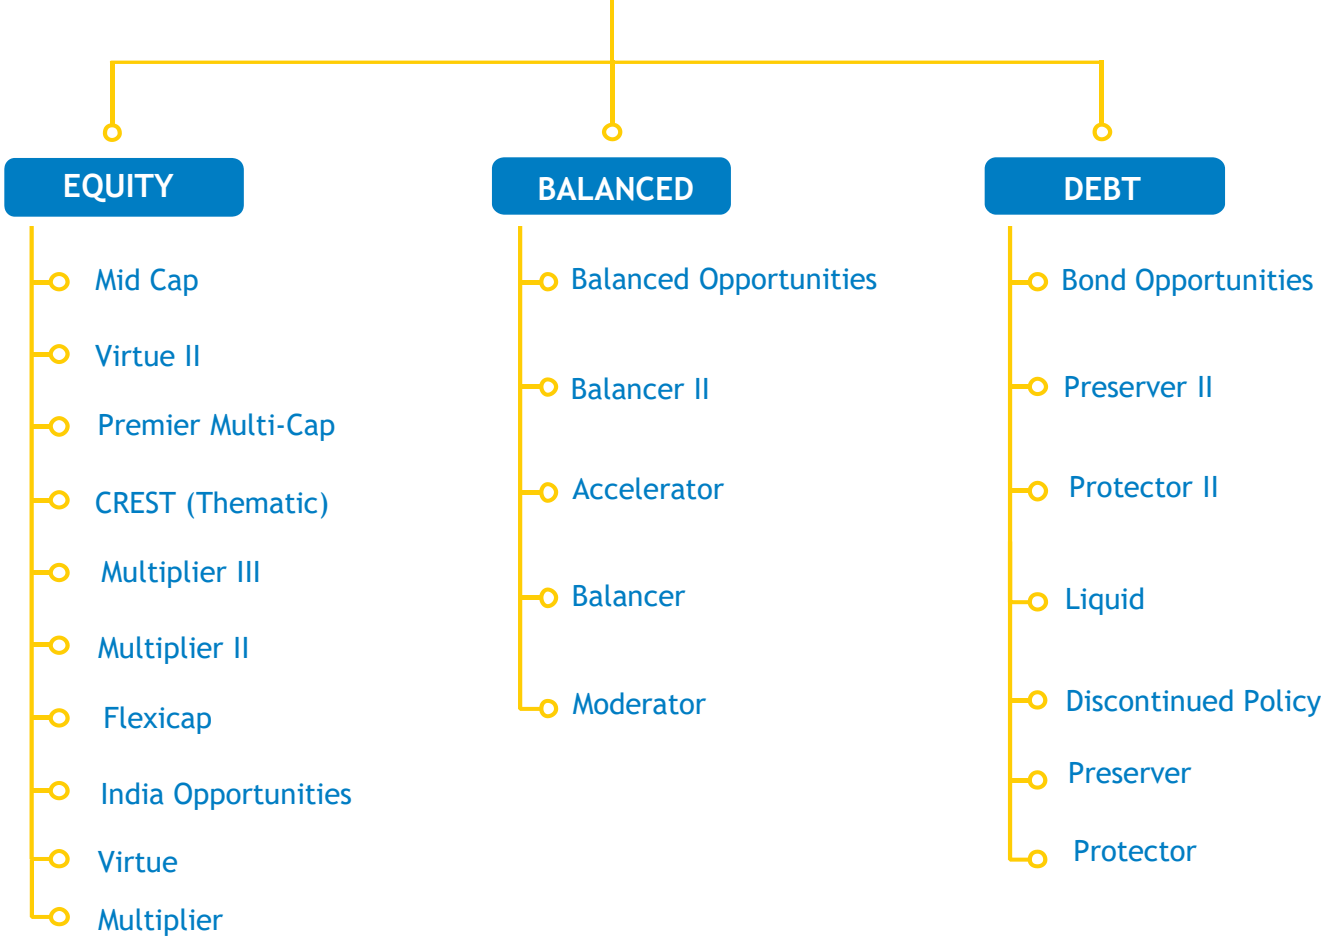 EQUITY
Mid Cap
Virtue II
Premier Multi-Cap
CREST (Thematic)
Multiplier III
Multiplier II
Flexicap
India Opportunities
Virtue
Multiplier
BALANCED
Balanced Opportunities
Balancer II
Accelerator
Balancer
Moderator
DEBT
Bond Opportunities
Preserver II
Protector II
Liquid
Discontinued Policy
Preserver
Protector